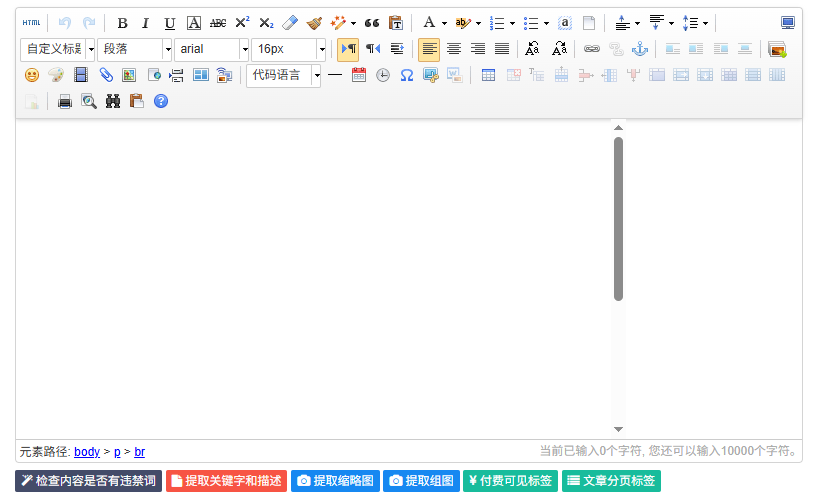 HTML B I U A ABC X² X₂ T A ab a
自定义标题 段落 arial 16px
代码语言 Ω
元素路径: body > p > br 当前已输入0个字符, 您还可以输入10000个字符。
检查内容是否有违禁词 提取关键字和描述 提取缩略图 提取组图 ¥ 付费可见标签 文章分页标签